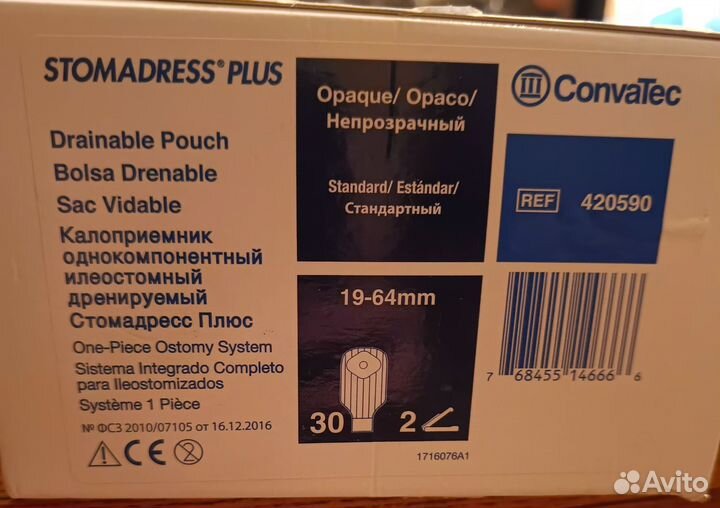 STOMADRESS® PLUS
Drainable Pouch
Bolsa Drenable
Sac Vidable
Калоприемник
однокомпонентный
илеостомный
дренируемый
Стомадресс Плюс
One-Piece Ostomy System
Sistema Integrado Completo
para Ileostomizados
Système 1 Pièce
№ ФСЗ 2010/07105 от 16.12.2016
CE
2
Opaque/ Opaco/
Непрозрачный
Standard/ Estándar/
Стандартный
19-64mm
30
2
1716076A1
ConvaTec
REF 420590
7 68455 14666 6
Avito